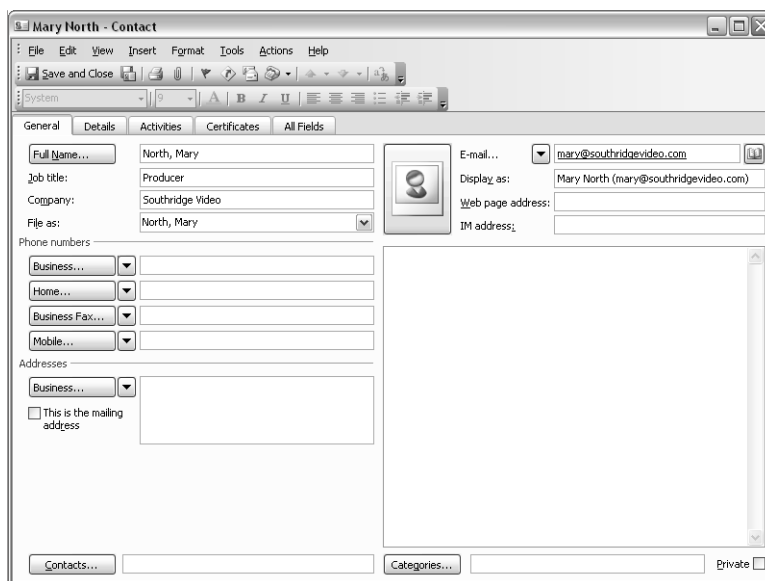 Mary North - Contact
File Edit View Insert Format Tools Actions Help
Save and Close
System 9 A B I U
General Details Activities Certificates All Fields
Full Name... North, Mary
Job title: Producer
Company: Southridge Video
File as: North, Mary
E-mail... mary@southridgevideo.com
Display as: Mary North (mary@southridgevideo.com)
Web page address:
IM address:
Phone numbers
Business...
Home...
Business Fax...
Mobile...
Addresses
Business...
This is the mailing
address
Contacts...
Categories...
Private